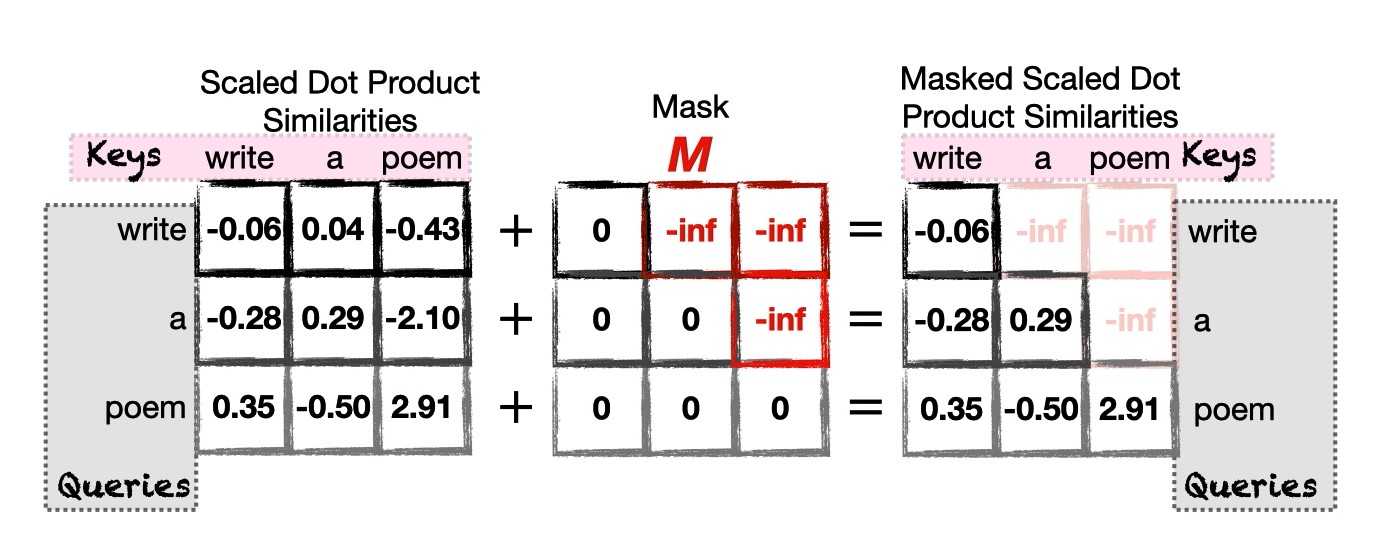 Scaled Dot Product
Similarities
Mask
M
Masked Scaled Dot
Product Similarities
Keys write a poem
write a poem Keys
write -0.06 0.04 -0.43 + 0 -inf -inf = -0.06 -inf -inf write
a -0.28 0.29 -2.10 + 0 0 -inf = -0.28 0.29 -inf a
poem 0.35 -0.50 2.91 + 0 0 0 = 0.35 -0.50 2.91 poem
Queries
Queries